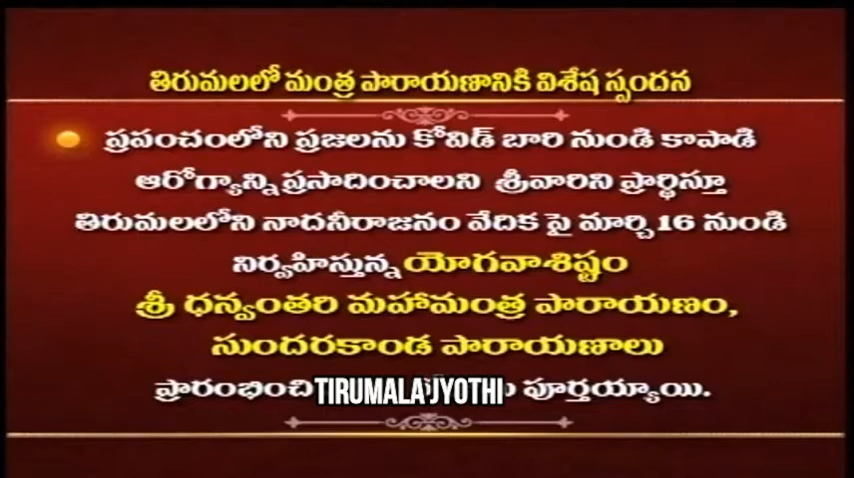 తిరుమలలో మంత్ర పారాయణానికి విశేష స్పందన
ప్రపంచంలోని ప్రజలను కోవిడ్ బారి నుండి కాపాడి
ఆరోగ్యాన్ని ప్రసాదించాలని శ్రీవారిని ప్రార్థిస్తూ
తిరుమలలోని నాదనీరాజనం వేదిక పై మార్చి 16 నుండి
నిర్వహిస్తున్న యోగవాశిష్టం
శ్రీ ధన్వంతరి మహామంత్ర పారాయణం,
సుందరకాండ పారాయణాలు
ప్రారంభించి TIRUMALA JYOTHI పూర్తయ్యాయి.